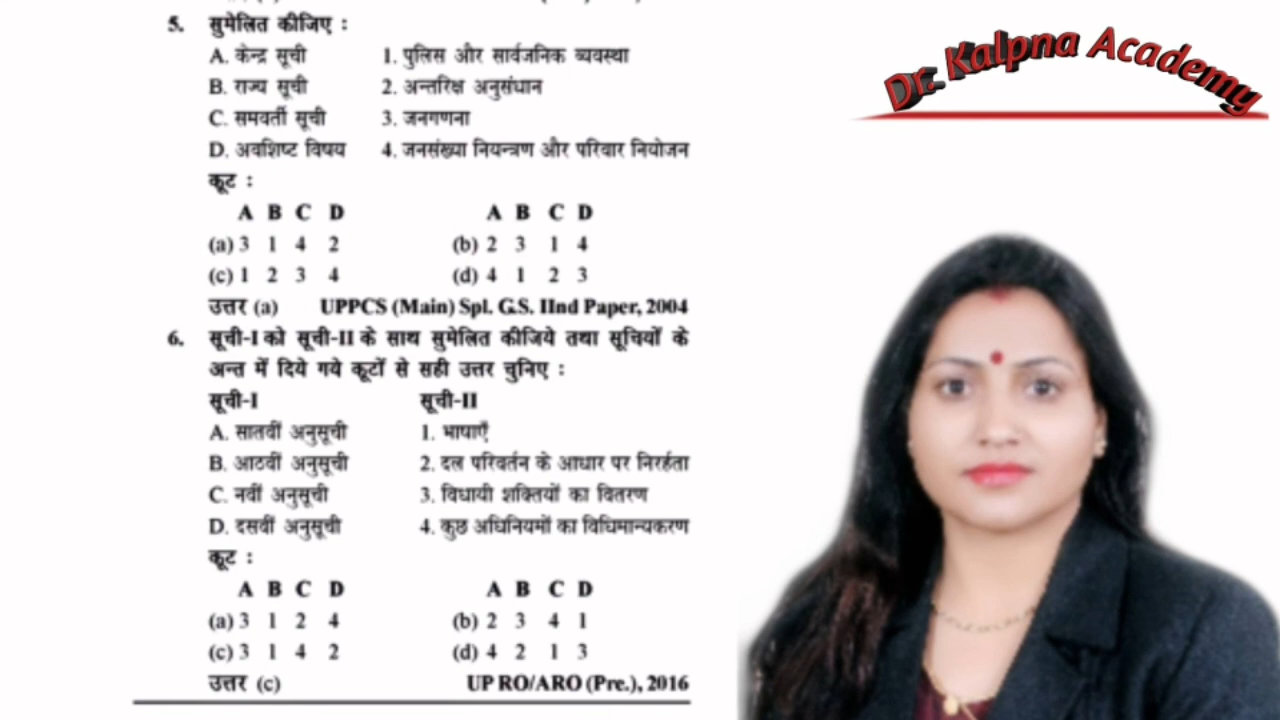 5. सुमेलित कीजिए :
A. केन्द्र सूची 1. पुलिस और सार्वजनिक व्यवस्था
B. राज्य सूची 2. अन्तरिक्ष अनुसंधान
C. समवर्ती सूची 3. जनगणना
D. अवशिष्ट विषय 4. जनसंख्या नियन्त्रण और परिवार नियोजन
कूट :
A B C D A B C D
(a) 3 1 4 2 (b) 2 3 1 4
(c) 1 2 3 4 (d) 4 1 2 3
उत्तर (a) UPPCS (Main) Spl. G.S. IInd Paper, 2004
6. सूची-I को सूची-II के साथ सुमेलित कीजिये तथा सूचियों के
अन्त में दिये गये कूटों से सही उत्तर चुनिए :
सूची-I सूची-II
A. सातवीं अनुसूची 1. भाषाएँ
B. आठवीं अनुसूची 2. दल परिवर्तन के आधार पर निरर्हता
C. नवीं अनुसूची 3. विधायी शक्तियों का वितरण
D. दसवीं अनुसूची 4. कुछ अधिनियमों का विधिमान्यकरण
कूट :
A B C D A B C D
(a) 3 1 2 4 (b) 2 3 4 1
(c) 3 1 4 2 (d) 4 2 1 3
उत्तर (c) UP RO/ARO (Pre.), 2016
Dr. Kalpna Academy